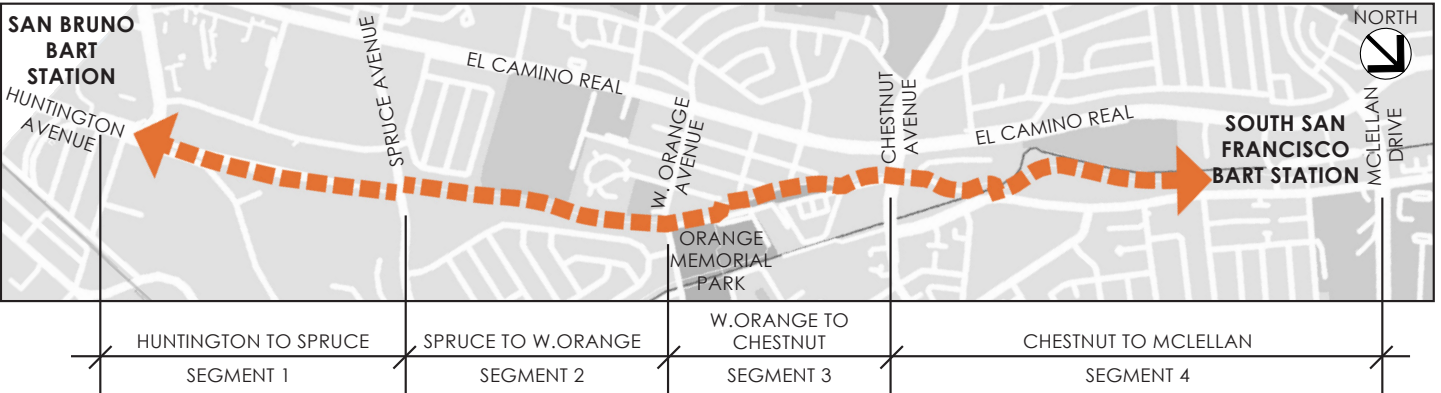 SAN BRUNO
BART
STATION
HUNTINGTON
AVENUE
SPRUCE AVENUE
EL CAMINO REAL
W. ORANGE
AVENUE
ORANGE
MEMORIAL
PARK
CHESTNUT
AVENUE
EL CAMINO REAL
SOUTH SAN
FRANCISCO
BART STATION
MCLELLAN
DRIVE
NORTH
HUNTINGTON TO SPRUCE
SEGMENT 1
SPRUCE TO W.ORANGE
SEGMENT 2
W.ORANGE TO
CHESTNUT
SEGMENT 3
CHESTNUT TO MCLELLAN
SEGMENT 4